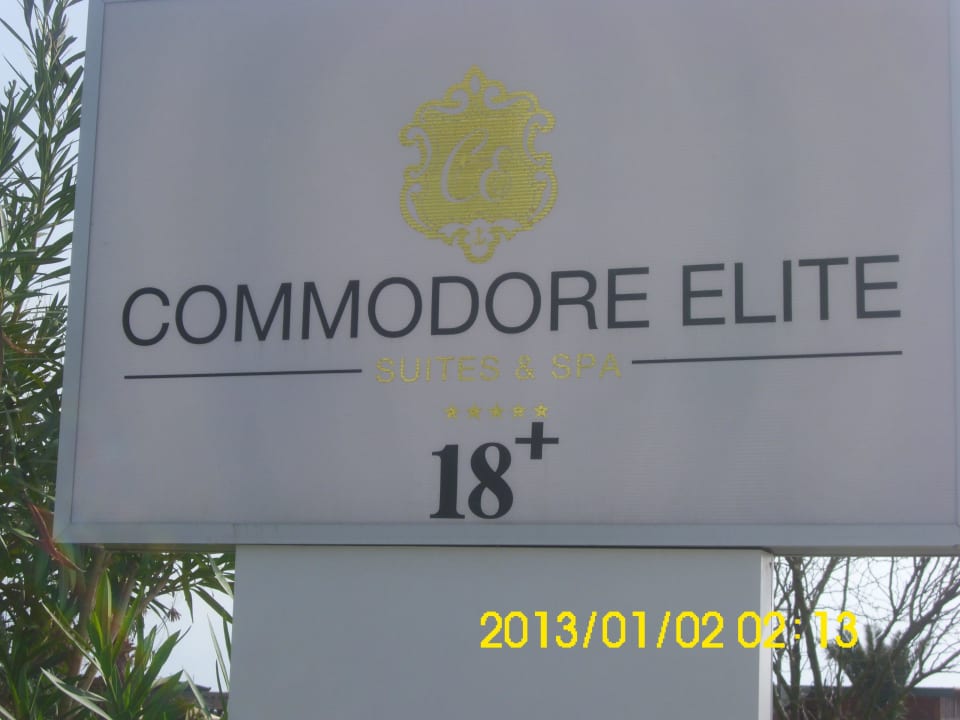 CE
COMMODORE ELITE
SUITES & SPA
18+
2013/01/02 02:13